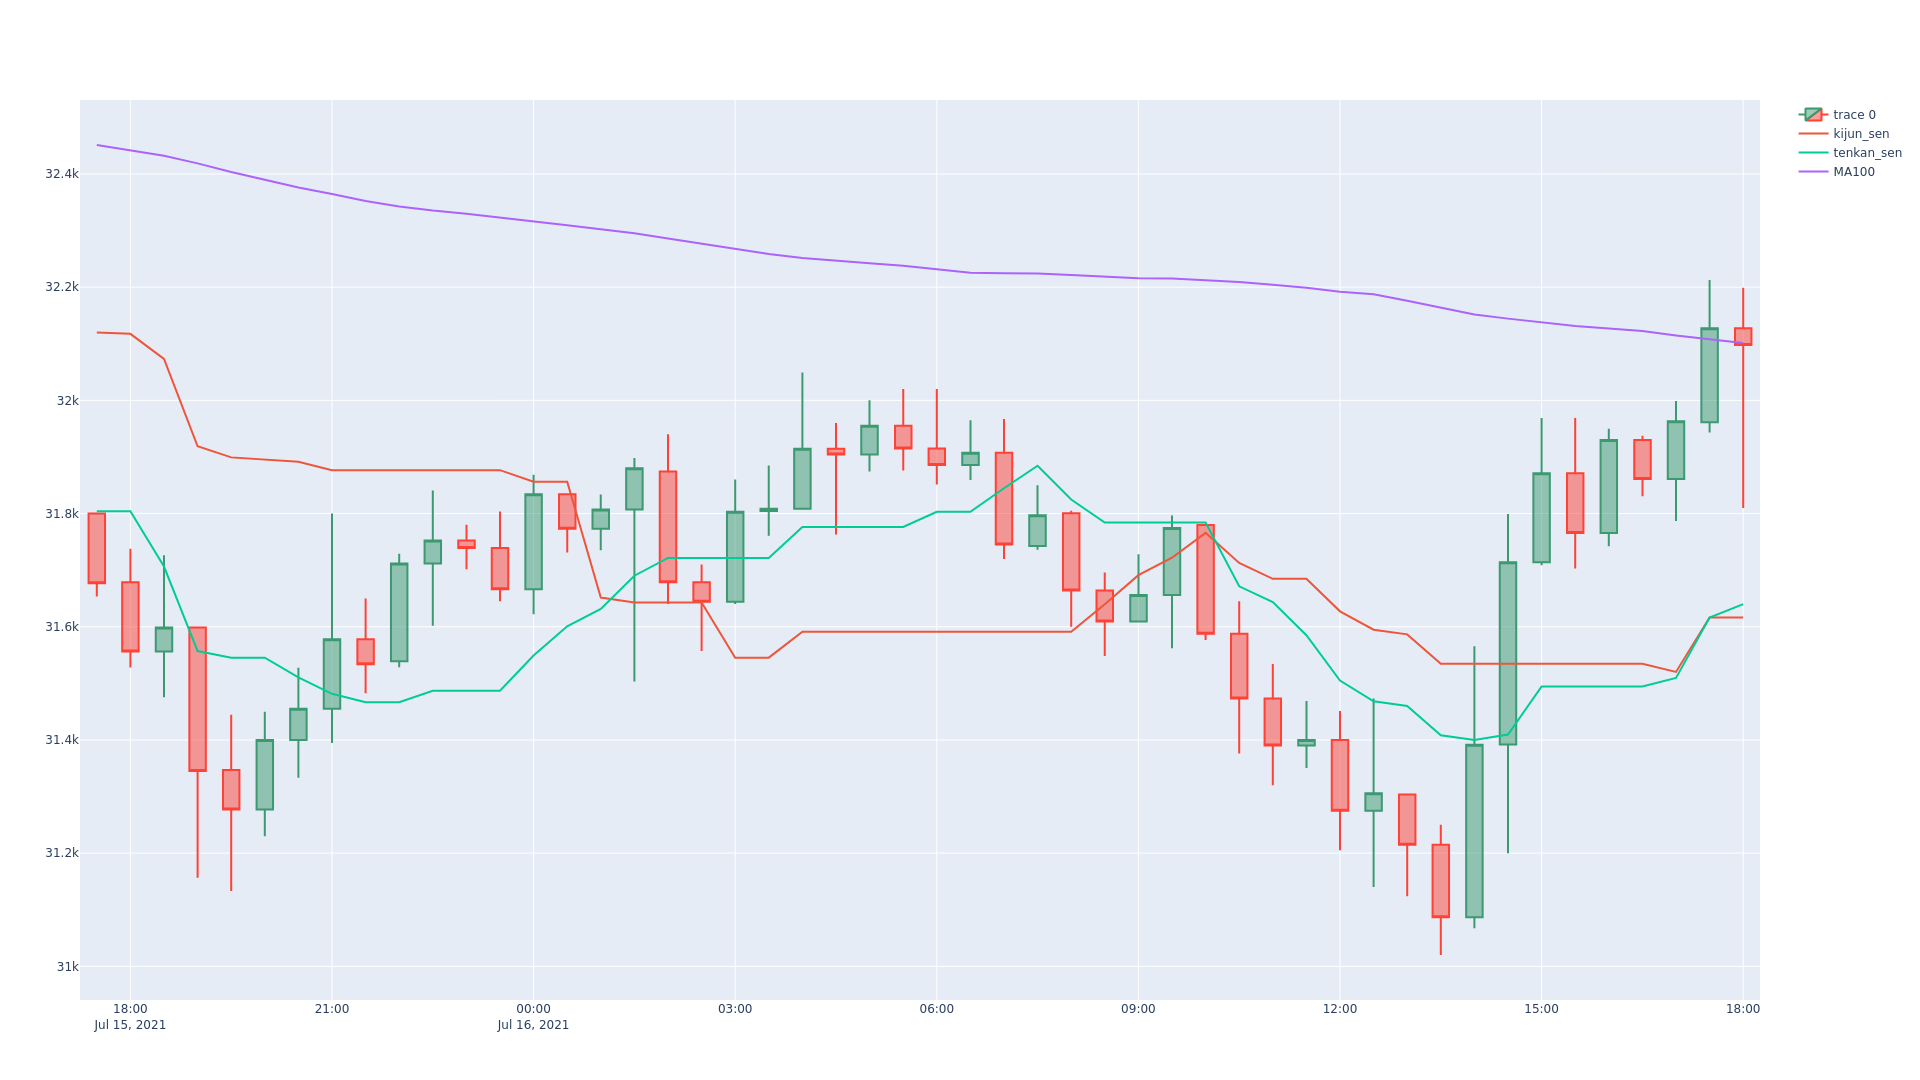 trace 0
kijun_sen
tenkan_sen
MA100
32.4k
32.2k
32k
31.8k
31.6k
31.4k
31.2k
31k
18:00 21:00 00:00 03:00 06:00 09:00 12:00 15:00 18:00
Jul 15, 2021 Jul 16, 2021